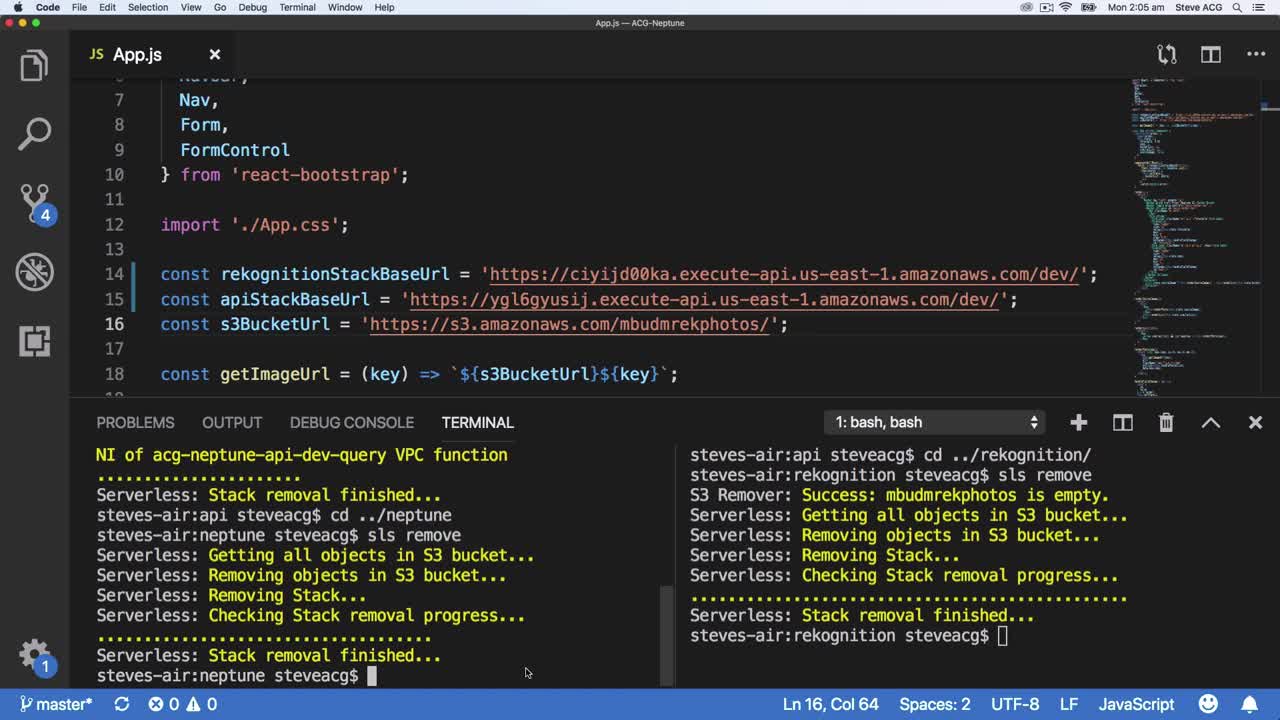 Code File Edit Selection View Go Debug Terminal Window Help Mon 2:05 am Steve ACG
App.js — ACG-Neptune
JS App.js
7 Nav,
8 Form,
9 FormControl
10 } from 'react-bootstrap';
11
12 import './App.css';
13
14 const rekognitionStackBaseUrl = 'https://ciyijd00ka.execute-api.us-east-1.amazonaws.com/dev/';
15 const apiStackBaseUrl = 'https://ygl6gyusij.execute-api.us-east-1.amazonaws.com/dev/';
16 const s3BucketUrl = 'https://s3.amazonaws.com/mbudmrekphotos/';
17
18 const getImageUrl = (key) => `${s3BucketUrl}${key}`;
4
1
PROBLEMS OUTPUT DEBUG CONSOLE TERMINAL 1: bash, bash
NI of acg-neptune-api-dev-query VPC function
......................
Serverless: Stack removal finished...
steves-air:api steveacg$ cd ../neptune
steves-air:neptune steveacg$ sls remove
Serverless: Getting all objects in S3 bucket...
Serverless: Removing objects in S3 bucket...
Serverless: Removing Stack...
Serverless: Checking Stack removal progress...
....................................
Serverless: Stack removal finished...
steves-air:neptune steveacg$
steves-air:api steveacg$ cd ../rekognition/
steves-air:rekognition steveacg$ sls remove
S3 Remover: Success: mbudmrekphotos is empty.
Serverless: Getting all objects in S3 bucket...
Serverless: Removing objects in S3 bucket...
Serverless: Removing Stack...
Serverless: Checking Stack removal progress...
...............................................
Serverless: Stack removal finished...
steves-air:rekognition steveacg$
master* 0 0 Ln 16, Col 64 Spaces: 2 UTF-8 LF JavaScript